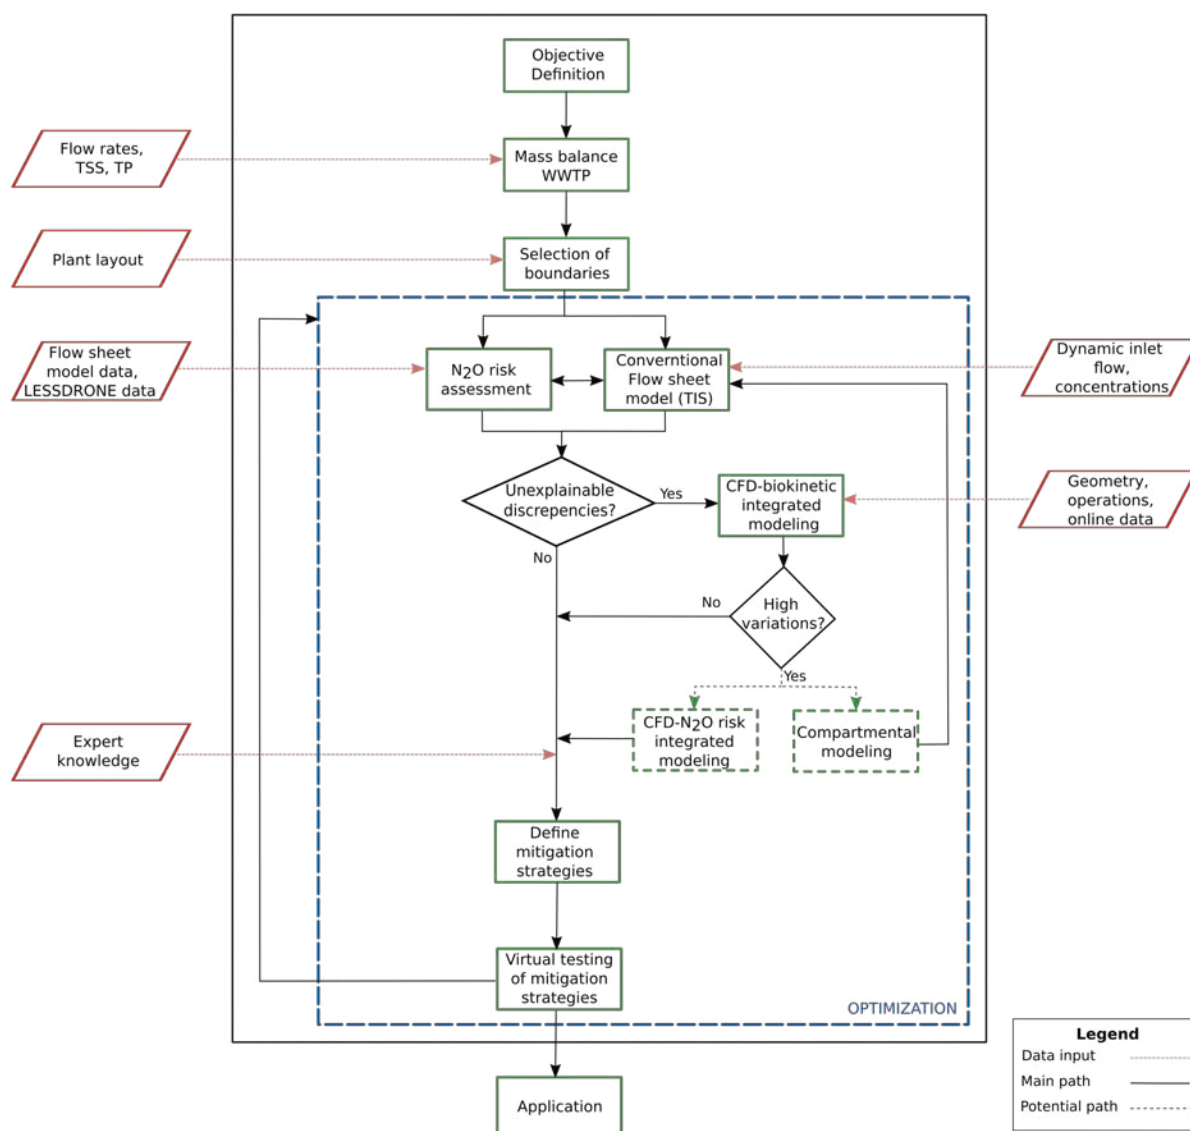 Objective
Definition
Flow rates,
TSS, TP
Mass balance
WWTP
Plant layout
Selection of
boundaries
Flow sheet
model data,
LESSDRONE data
N2O risk
assessment
Converntional
Flow sheet
model (TIS)
Dynamic inlet
flow,
concentrations
Unexplainable
discrepencies?
Yes
CFD-biokinetic
integrated
modeling
Geometry,
operations,
online data
No
No
High
variations?
Yes
CFD-N2O risk
integrated
modeling
Compartmental
modeling
Expert
knowledge
Define
mitigation
strategies
Virtual testing
of mitigation
strategies
OPTIMIZATION
Application
Legend
Data input
Main path
Potential path